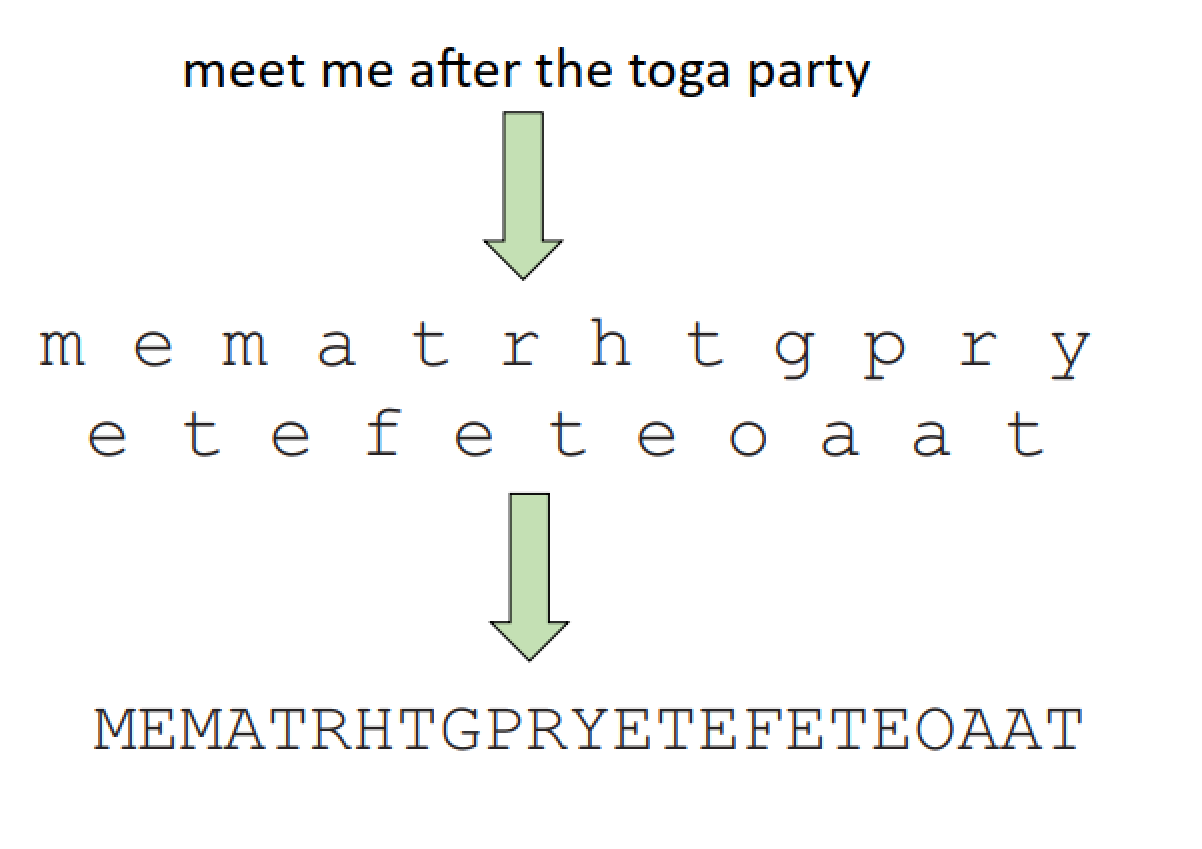 meet me after the toga party
m e m a t r h t g p r y
e t e f e t e o a a t
MEMATRHTGPRYETEFETEOAAT